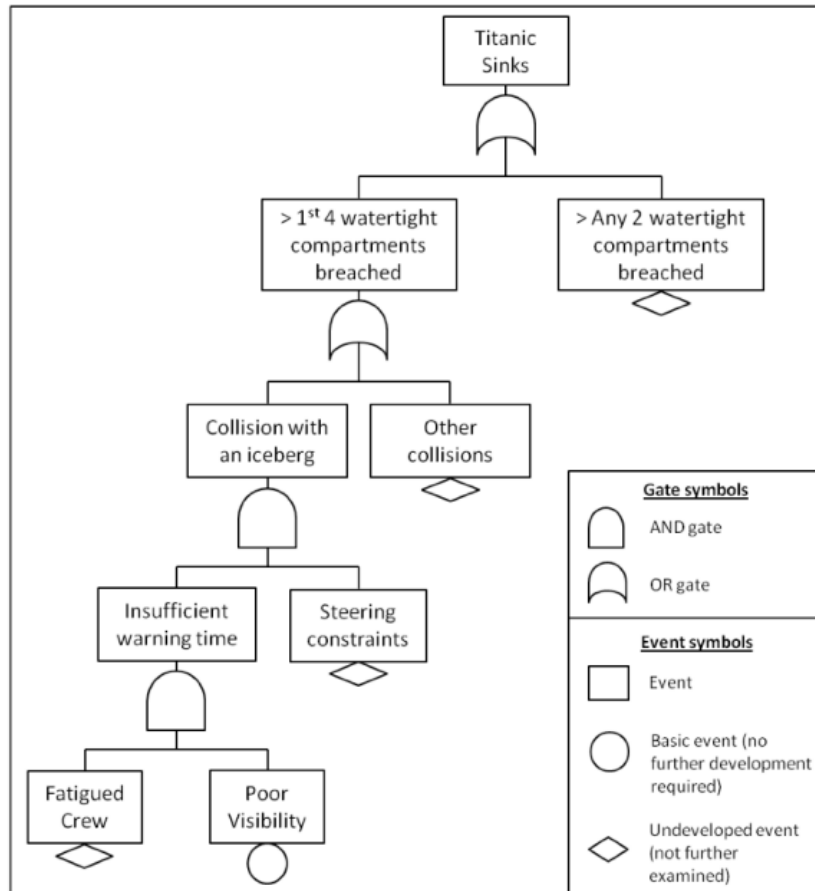 Titanic
Sinks
> 1st 4 watertight
compartments
breached
> Any 2 watertight
compartments
breached
Collision with
an iceberg
Other
collisions
Insufficient
warning time
Steering
constraints
Fatigued
Crew
Poor
Visibility
Gate symbols
AND gate
OR gate
Event symbols
Event
Basic event (no
further development
required)
Undeveloped event
(not further
examined)